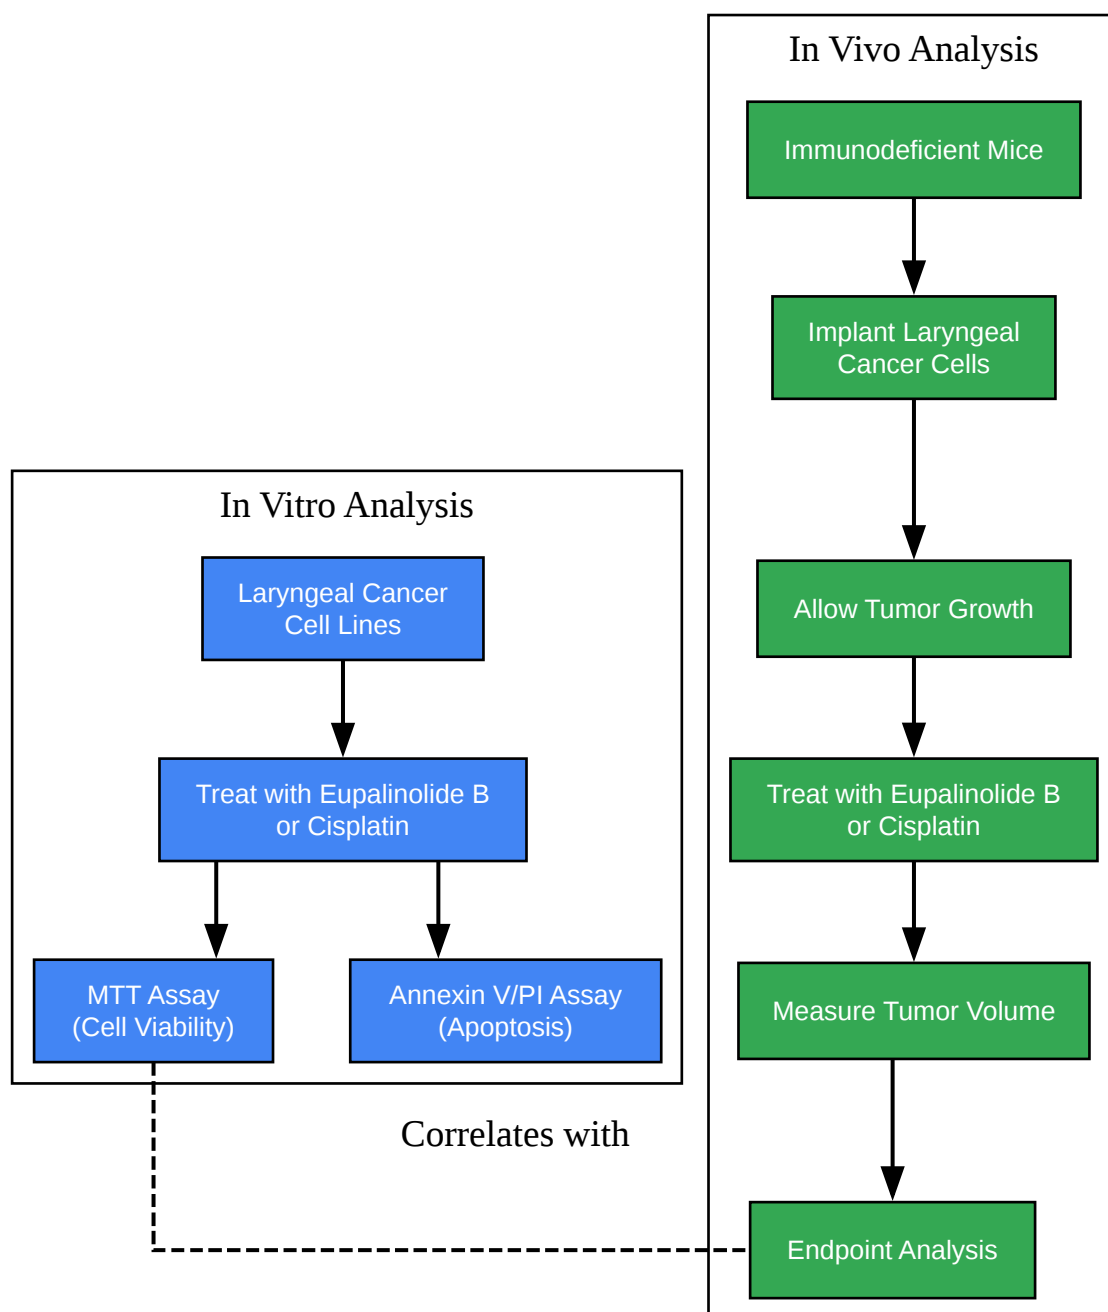 In Vivo Analysis
Immunodeficient Mice
Implant Laryngeal
Cancer Cells
Allow Tumor Growth
Treat with Eupalinolide B
or Cisplatin
Measure Tumor Volume
Endpoint Analysis
In Vitro Analysis
Laryngeal Cancer
Cell Lines
Treat with Eupalinolide B
or Cisplatin
MTT Assay
(Cell Viability)
Annexin V/PI Assay
(Apoptosis)
Correlates with